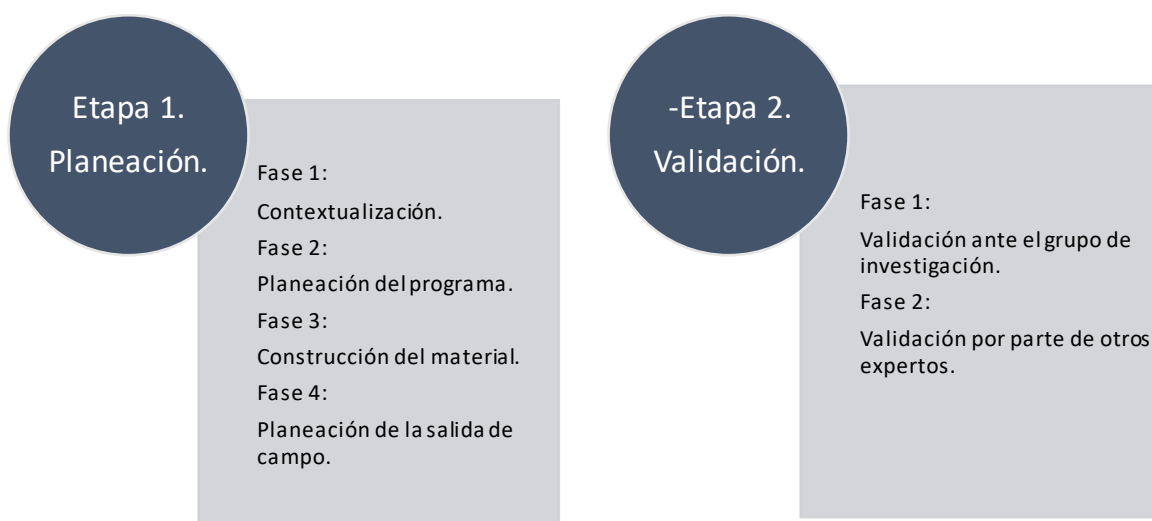 Etapa 1.
Planeación.
Fase 1:
Contextualización.
Fase 2:
Planeación del programa.
Fase 3:
Construcción del material.
Fase 4:
Planeación de la salida de
campo.
-Etapa 2.
Validación.
Fase 1:
Validación ante el grupo de
investigación.
Fase 2:
Validación por parte de otros
expertos.